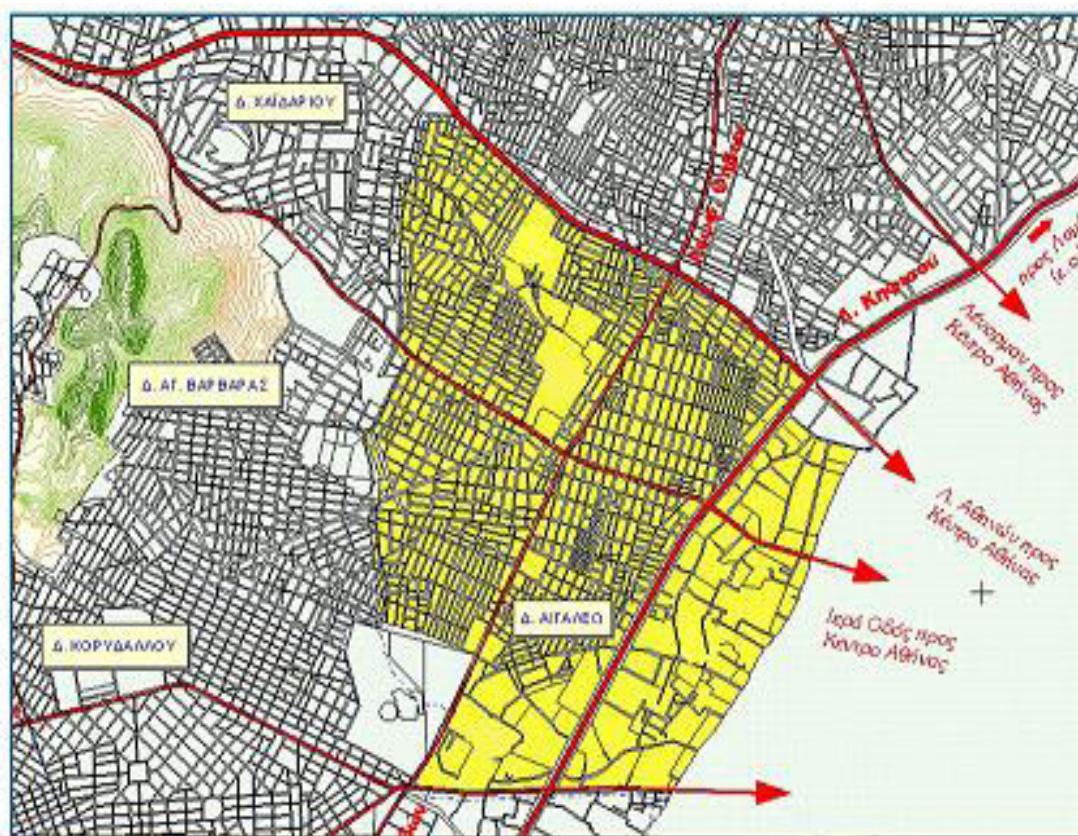 Δ. ΧΑΪΔΑΡΙΟΥ
Λ. Κηφισού
προς
Λένορμαν προς
Κέντρο Αθήνας
Δ. ΑΓ. ΒΑΡΒΑΡΑΣ
Λ. Αθηνών προς
Κέντρο Αθήνας
Δ. ΑΙΓΑΛΕΩ
Ιερά Οδός προς
Κέντρο Αθήνας
Δ. ΚΟΡΥΔΑΛΛΟΥ